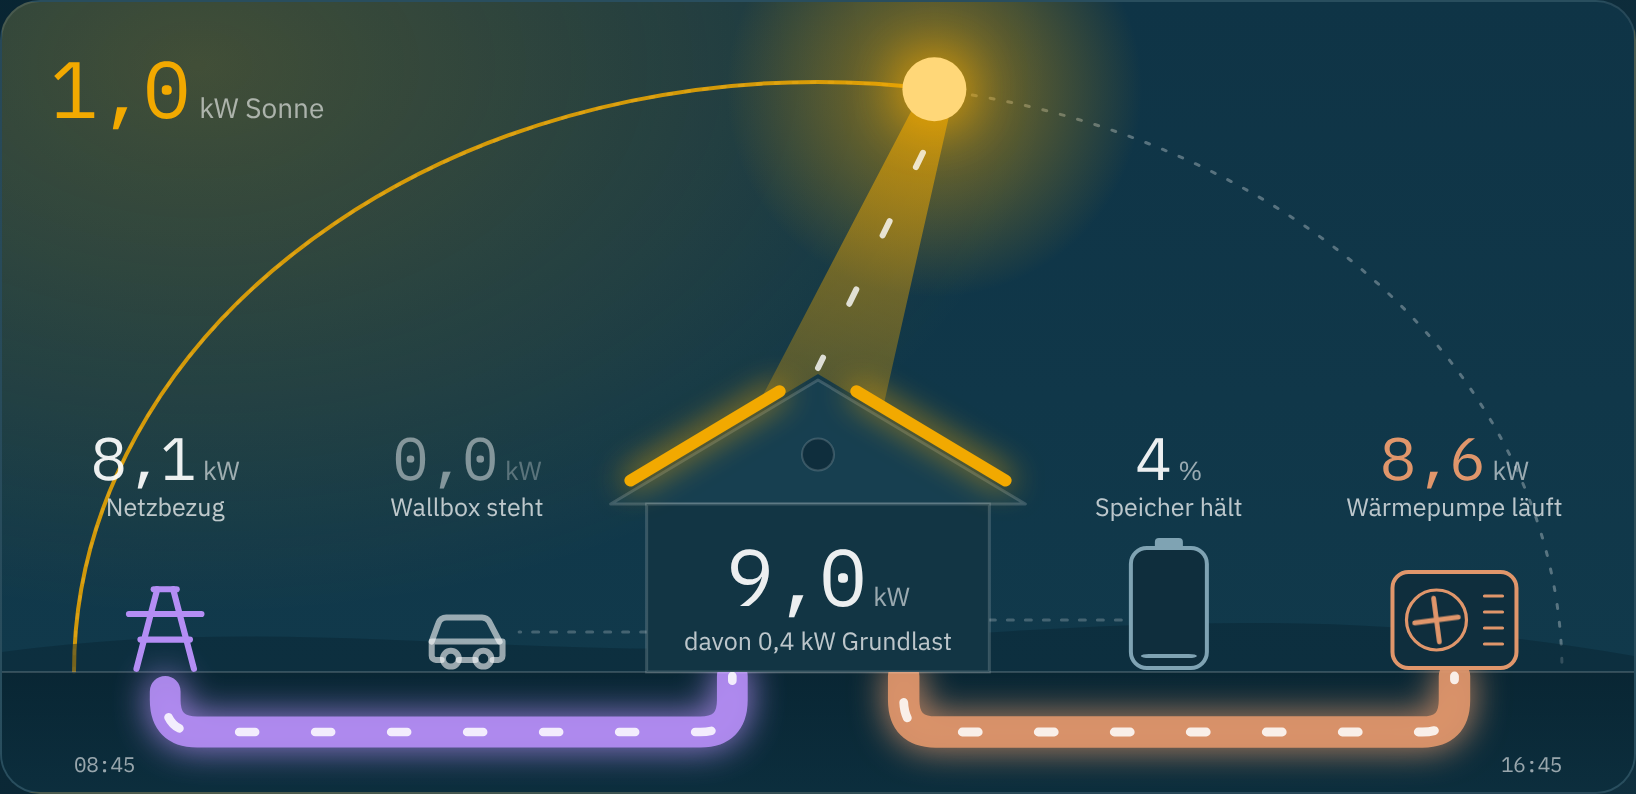 1,0 kW Sonne
8,1 kW
Netzbezug
0,0 kW
Wallbox steht
9,0 kW
davon 0,4 kW Grundlast
4 %
Speicher hält
8,6 kW
Wärmepumpe läuft
08:45
16:45